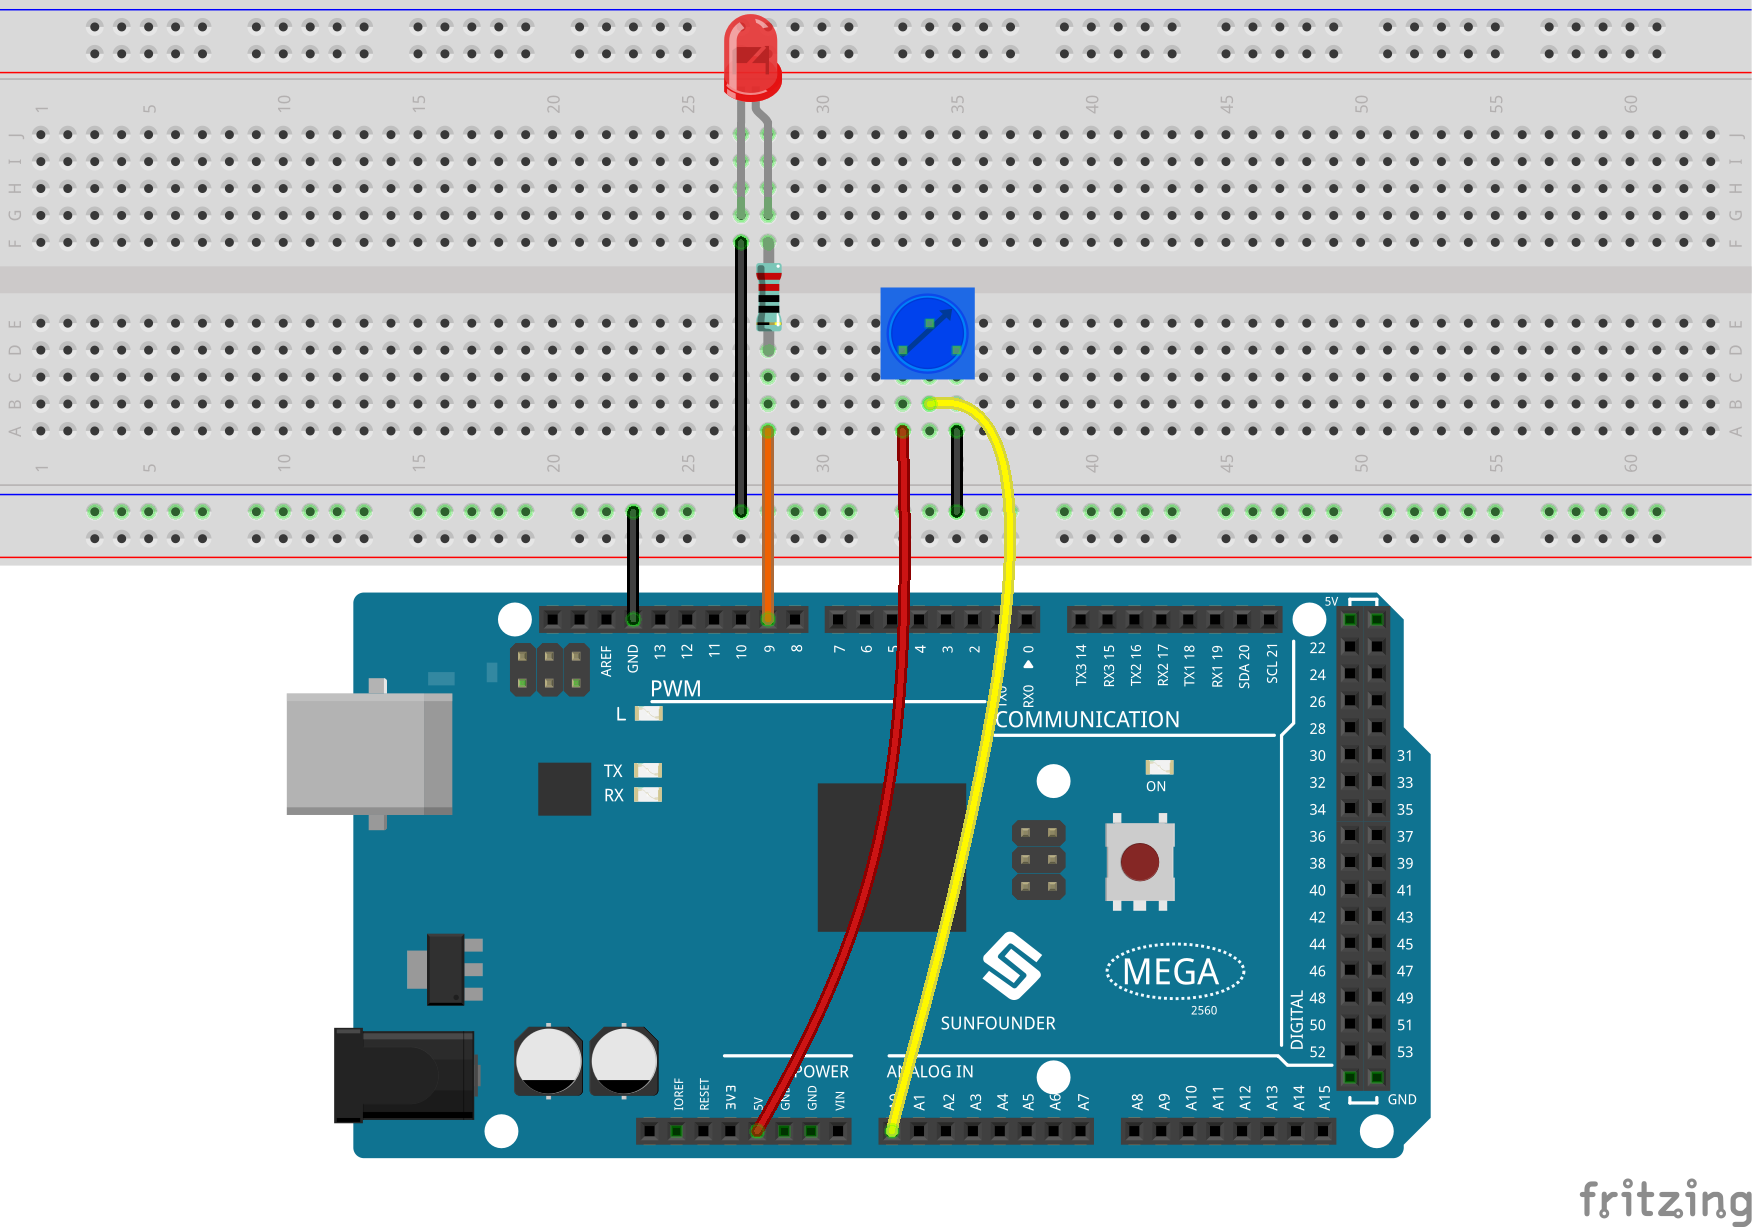 1 5 10 15 20 25 30 35 40 45 50 55 60
J J
I I
H H
G G
F F
E E
D D
C C
B B
A A
1 5 10 15 20 25 30 35 40 45 50 55 60
5V
AREF GND 13 12 11 10 9 8 7 6 5 4 3 2 0
TX0 RX0
TX3 14 RX3 15 TX2 16 RX2 17 TX1 18 RX1 19 SDA 20 SCL 21
PWM
L
COMMUNICATION
TX
RX
ON
22
24
26
28
30 31
32 33
34 35
36 37
38 39
40 41
42 43
44 45
46 47
48 49
50 51
52 53
DIGITAL
GND
MEGA
2560
SUNFOUNDER
POWER
ANALOG IN
IOREF RESET 3V3 5V GND GND VIN
A0 A1 A2 A3 A4 A5 A6 A7 A8 A9 A10 A11 A12 A13 A14 A15
fritzing